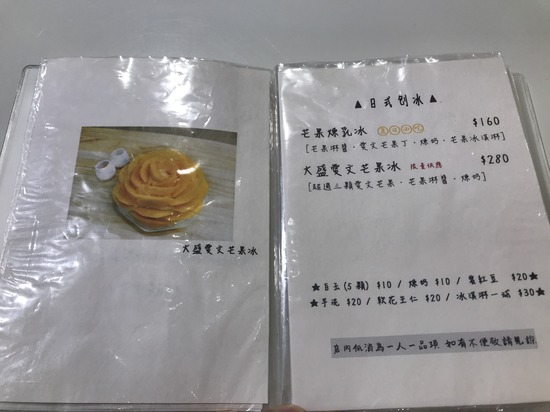 大盛愛文芒果冰
▲日式刨冰▲
芒果煉乳冰 $160
[芒果淋醬、愛文芒果丁、煉奶、芒果冰淇淋]
大盛愛文芒果冰 限量供應 $280
[超過三顆愛文芒果、芒果淋醬、煉奶]
★白玉(5顆) $10 / 煉奶 $10 / 蜜紅豆 $20★
★芋泥 $20 / 軟花生仁 $20 / 冰淇淋一球 $30★
店內低消為一人一品項 如有不便敬請見諒